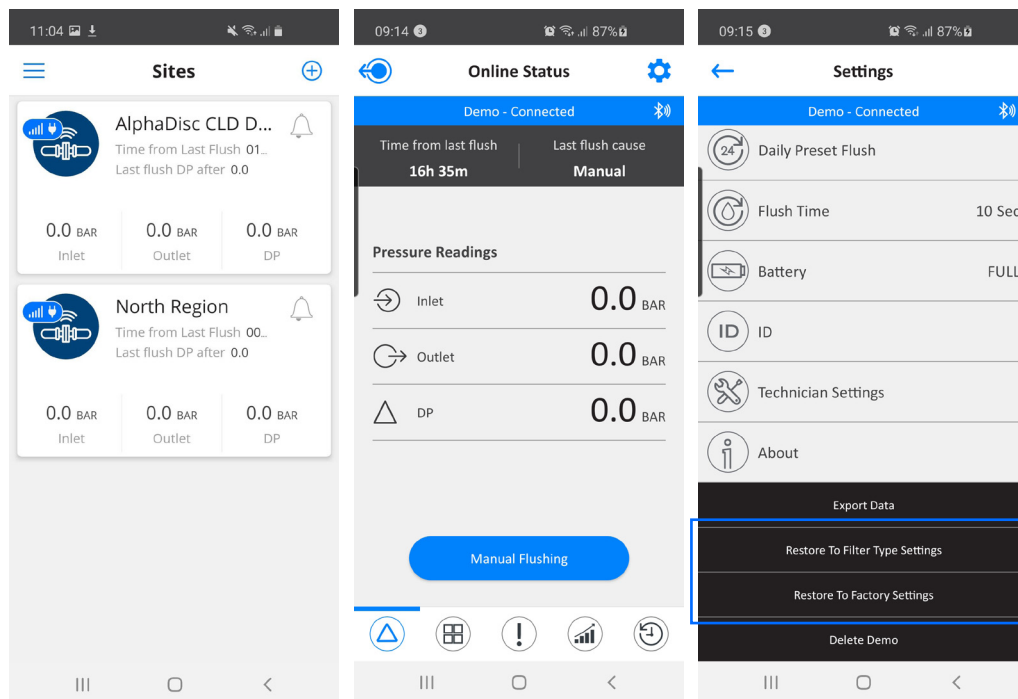 11:04
Sites
AlphaDisc CLD D...
Time from Last Flush 01...
Last flush DP after 0.0
0.0 BAR 0.0 BAR 0.0 BAR
Inlet Outlet DP
North Region
Time from Last Flush 00...
Last flush DP after 0.0
0.0 BAR 0.0 BAR 0.0 BAR
Inlet Outlet DP
09:14 3 87%
Online Status
Demo - Connected
Time from last flush Last flush cause
16h 35m Manual
Pressure Readings
Inlet 0.0 BAR
Outlet 0.0 BAR
DP 0.0 BAR
Manual Flushing
09:15 3 87%
Settings
Demo - Connected
24 Daily Preset Flush
Flush Time 10 Sec
Battery FULL
ID ID
Technician Settings
About
Export Data
Restore To Filter Type Settings
Restore To Factory Settings
Delete Demo